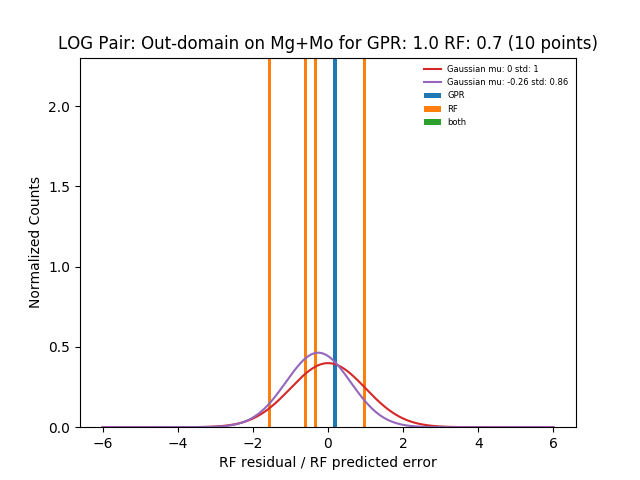 LOG Pair: Out-domain on Mg+Mo for GPR: 1.0 RF: 0.7 (10 points)
Gaussian mu: 0 std: 1
Gaussian mu: -0.26 std: 0.86
GPR
RF
both
2.0
1.5
1.0
0.5
0.0
Normalized Counts
−6 −4 −2 0 2 4 6
RF residual / RF predicted error